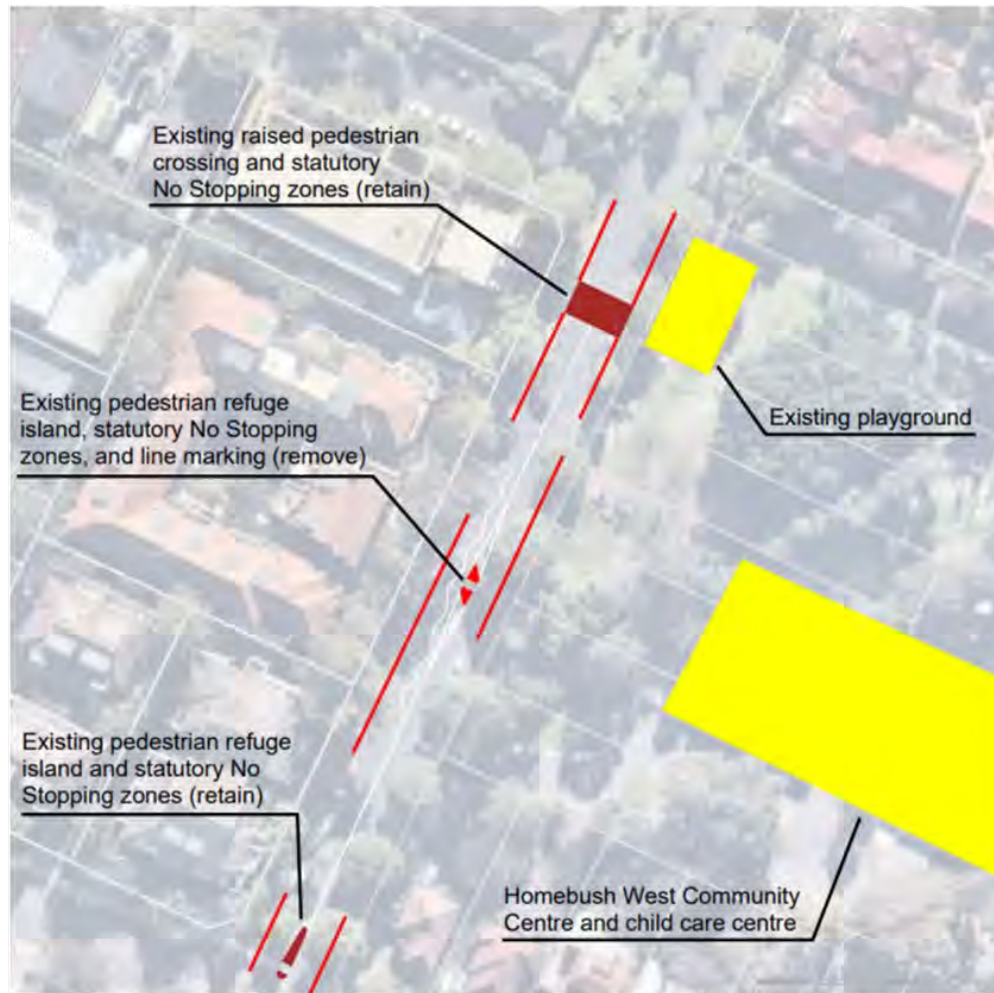 Existing raised pedestrian
crossing and statutory
No Stopping zones (retain)
Existing playground
Existing pedestrian refuge
island, statutory No Stopping
zones, and line marking (remove)
Existing pedestrian refuge
island and statutory No
Stopping zones (retain)
Homebush West Community
Centre and child care centre